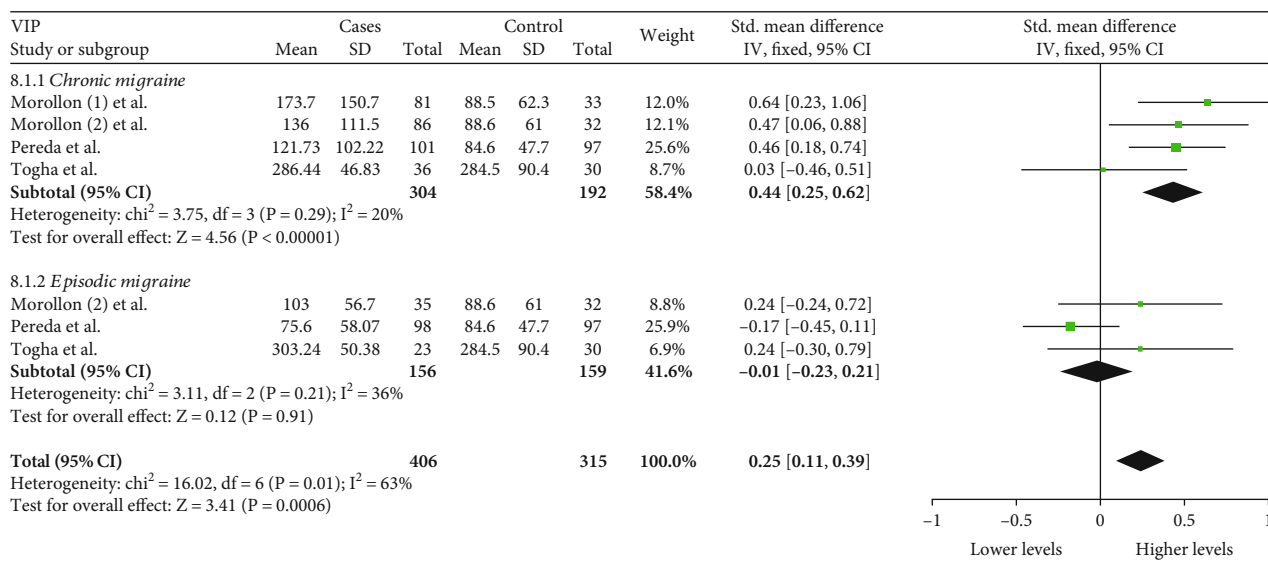 VIP Cases Control Weight Std. mean difference Std. mean difference
Study or subgroup Mean SD Total Mean SD Total IV, fixed, 95% CI IV, fixed, 95% CI
8.1.1 Chronic migraine
Morollon (1) et al. 173.7 150.7 81 88.5 62.3 33 12.0% 0.64 [0.23, 1.06]
Morollon (2) et al. 136 111.5 86 88.6 61 32 12.1% 0.47 [0.06, 0.88]
Pereda et al. 121.73 102.22 101 84.6 47.7 97 25.6% 0.46 [0.18, 0.74]
Togha et al. 286.44 46.83 36 284.5 90.4 30 8.7% 0.03 [−0.46, 0.51]
Subtotal (95% CI) 304 192 58.4% 0.44 [0.25, 0.62]
Heterogeneity: chi² = 3.75, df = 3 (P = 0.29); I² = 20%
Test for overall effect: Z = 4.56 (P < 0.00001)
8.1.2 Episodic migraine
Morollon (2) et al. 103 56.7 35 88.6 61 32 8.8% 0.24 [−0.24, 0.72]
Pereda et al. 75.6 58.07 98 84.6 47.7 97 25.9% −0.17 [−0.45, 0.11]
Togha et al. 303.24 50.38 23 284.5 90.4 30 6.9% 0.24 [−0.30, 0.79]
Subtotal (95% CI) 156 159 41.6% −0.01 [−0.23, 0.21]
Heterogeneity: chi² = 3.11, df = 2 (P = 0.21); I² = 36%
Test for overall effect: Z = 0.12 (P = 0.91)
Total (95% CI) 406 315 100.0% 0.25 [0.11, 0.39]
Heterogeneity: chi² = 16.02, df = 6 (P = 0.01); I² = 63%
Test for overall effect: Z = 3.41 (P = 0.0006)
−1 −0.5 0 0.5 1
Lower levels Higher levels